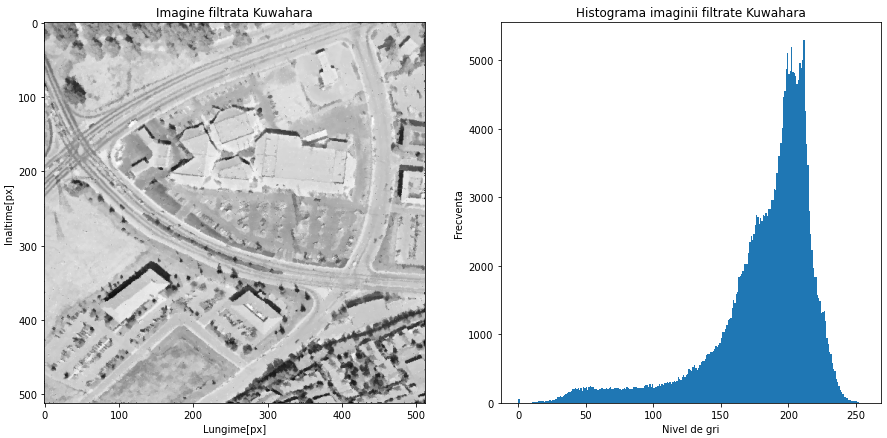 Imagine filtrata Kuwahara
0
100
200
300
400
500
Inaltime[px]
0 100 200 300 400 500
Lungime[px]
Histograma imaginii filtrate Kuwahara
5000
4000
3000
2000
1000
0
Frecventa
0 50 100 150 200 250
Nivel de gri